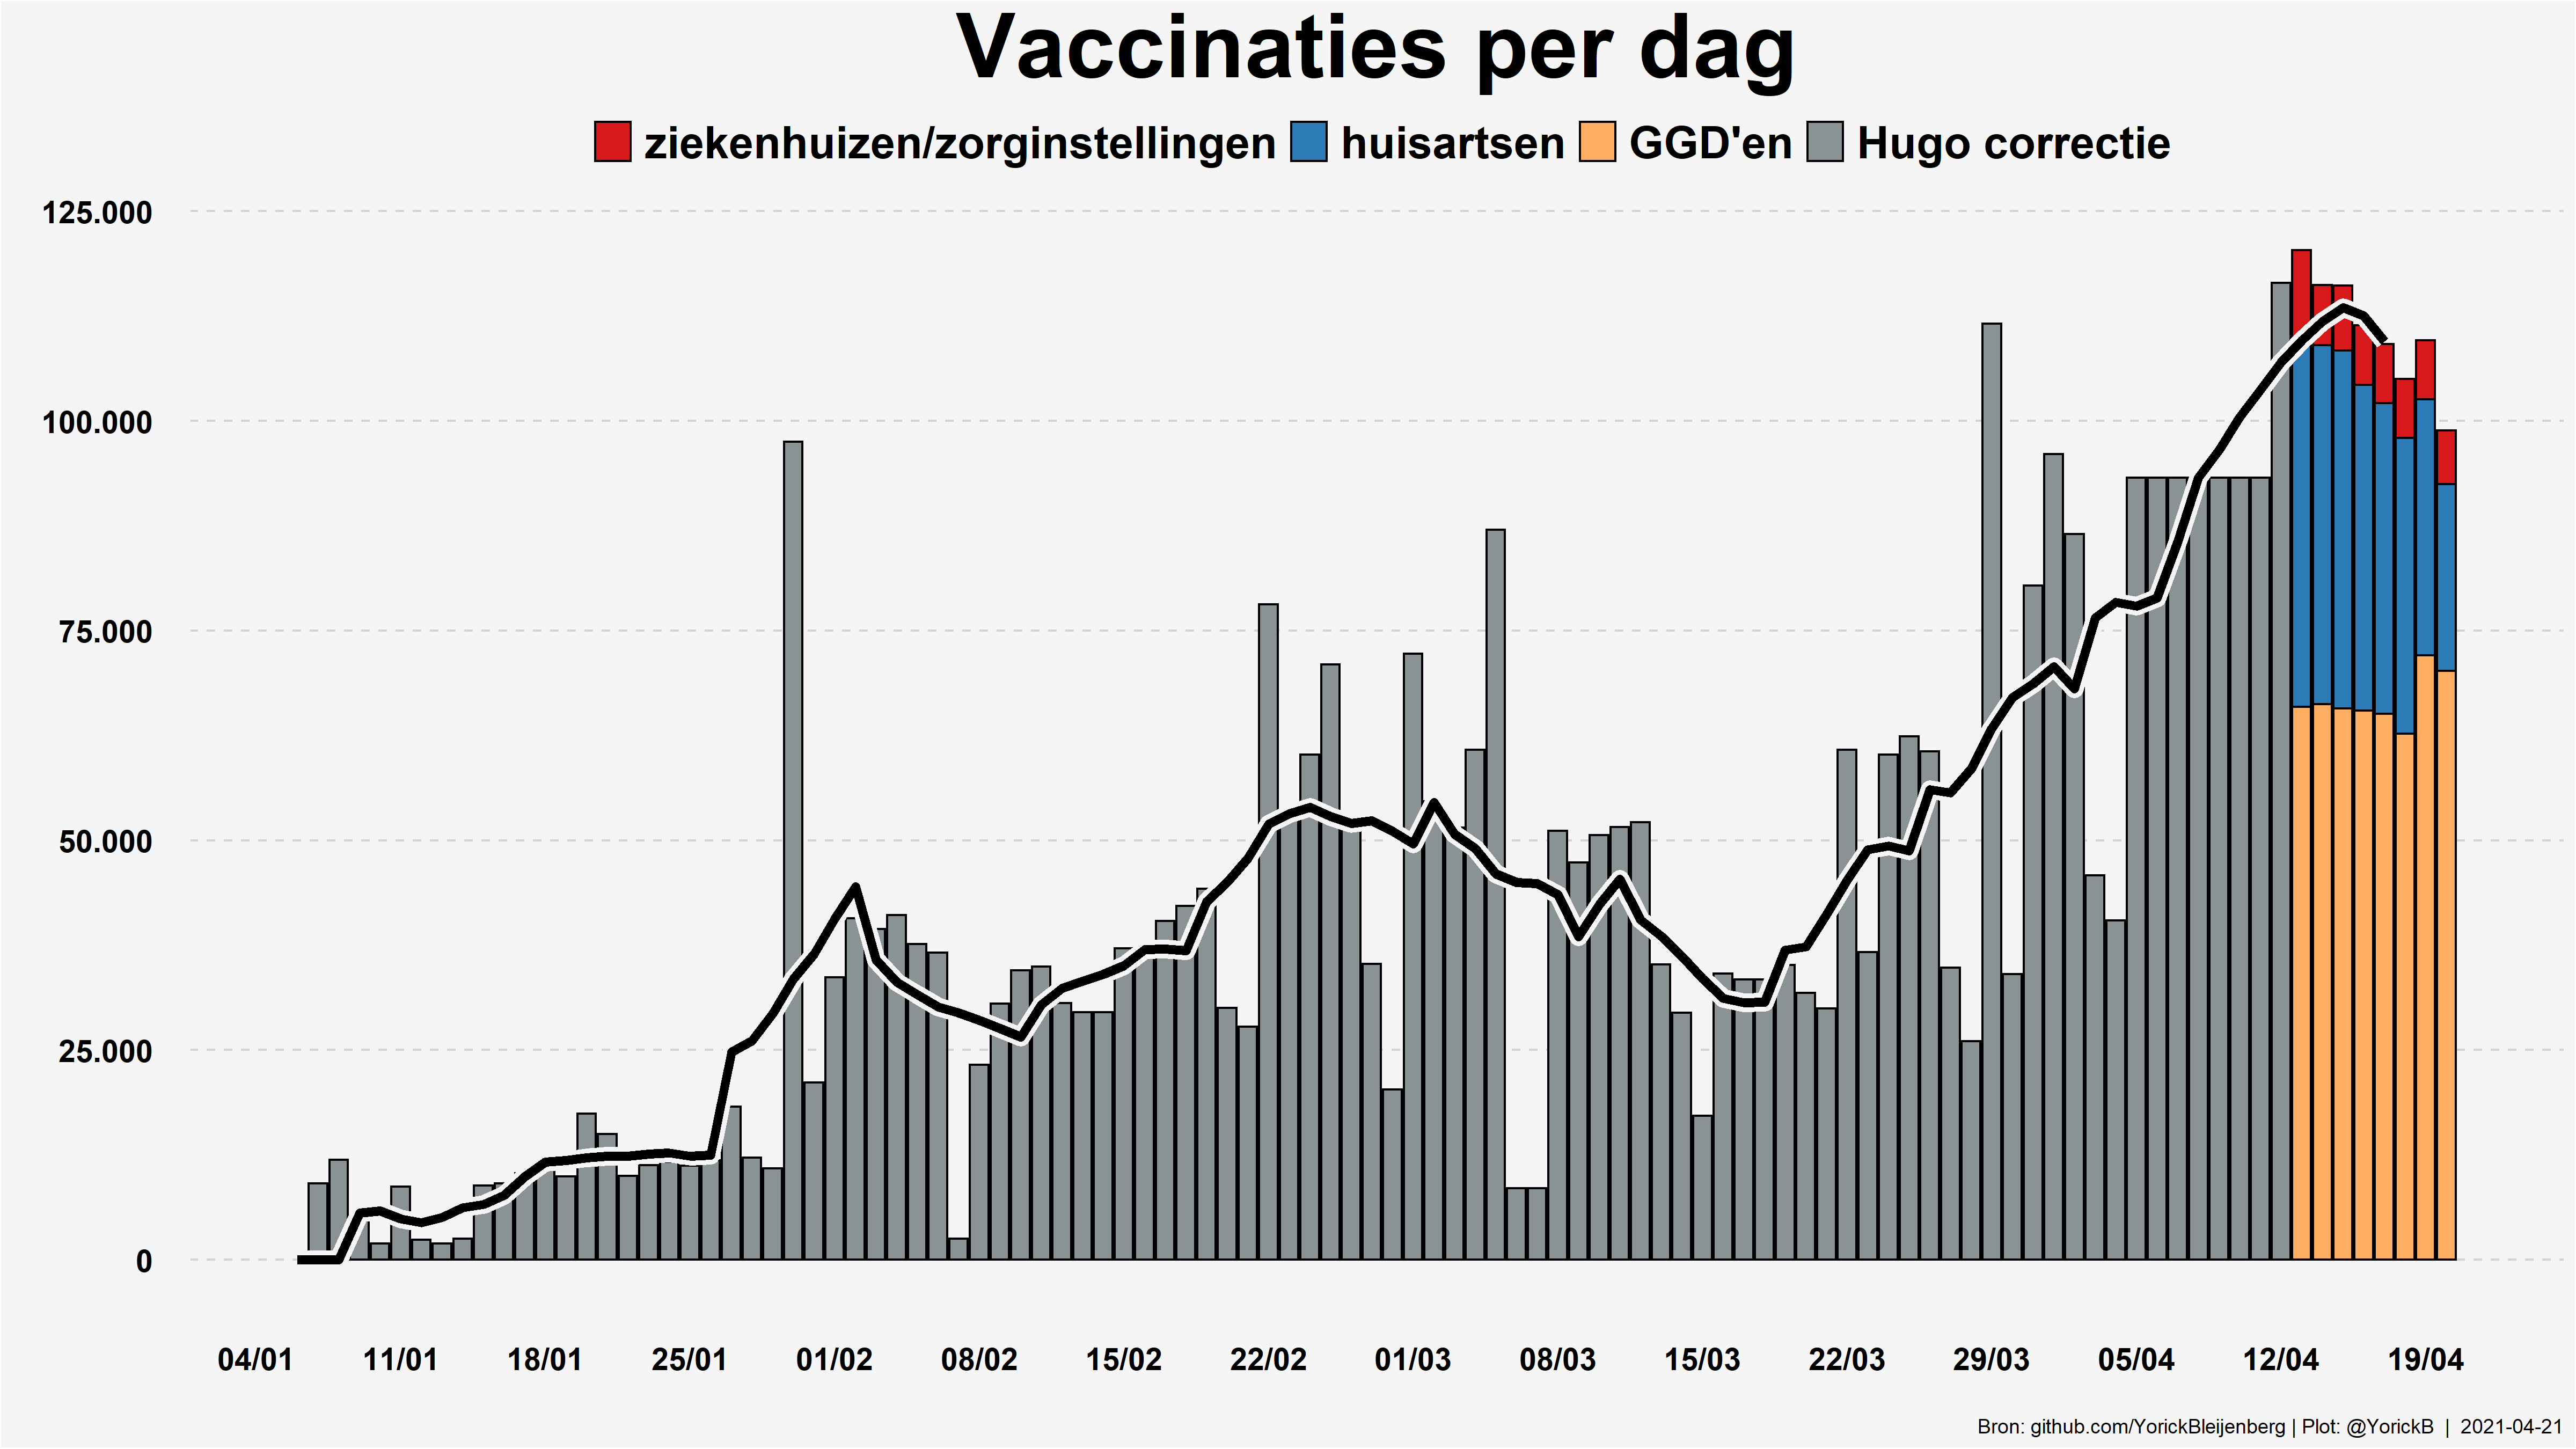 Vaccinaties per dag
ziekenhuizen/zorginstellingen huisartsen GGD'en Hugo correctie
125.000
100.000
75.000
50.000
25.000
0
04/01 11/01 18/01 25/01 01/02 08/02 15/02 22/02 01/03 08/03 15/03 22/03 29/03 05/04 12/04 19/04
Bron: github.com/YorickBleijenberg | Plot: @YorickB | 2021-04-21